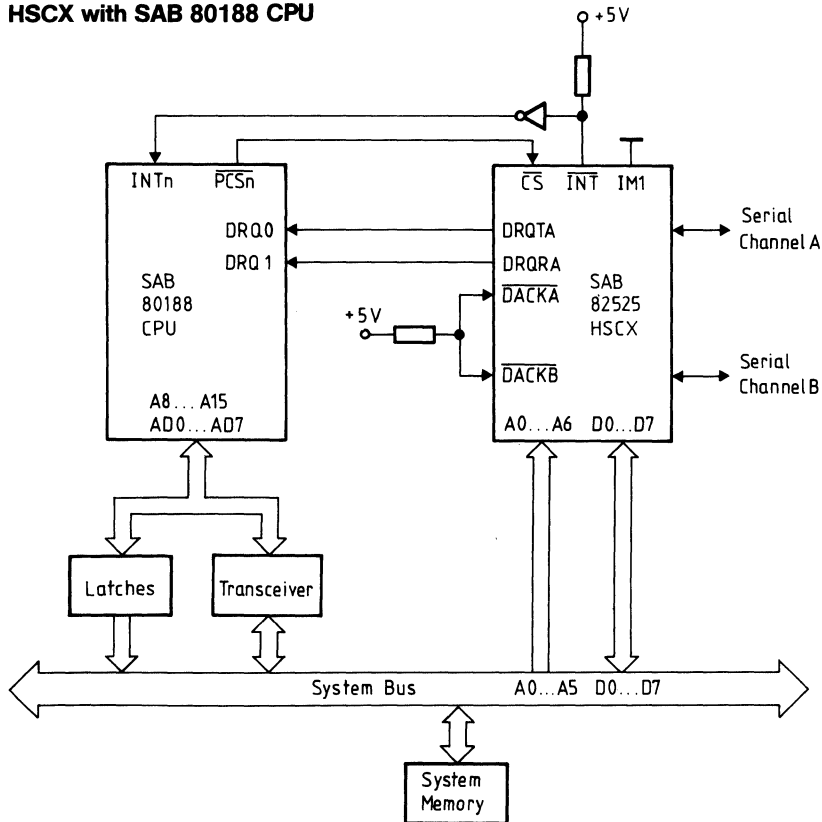 HSCX with SAB 80188 CPU
+5V
INTn
PCSn
CS
INT
IM1
DRQ0
DRQ1
SAB
80188
CPU
DRQTA
DRQRA
DACKA
DACKB
SAB
82525
HSCX
Serial
Channel A
+5V
Serial
Channel B
A8...A15
AD0...AD7
A0...A6 D0...D7
Latches
Transceiver
System Bus
A0...A5 D0...D7
System
Memory